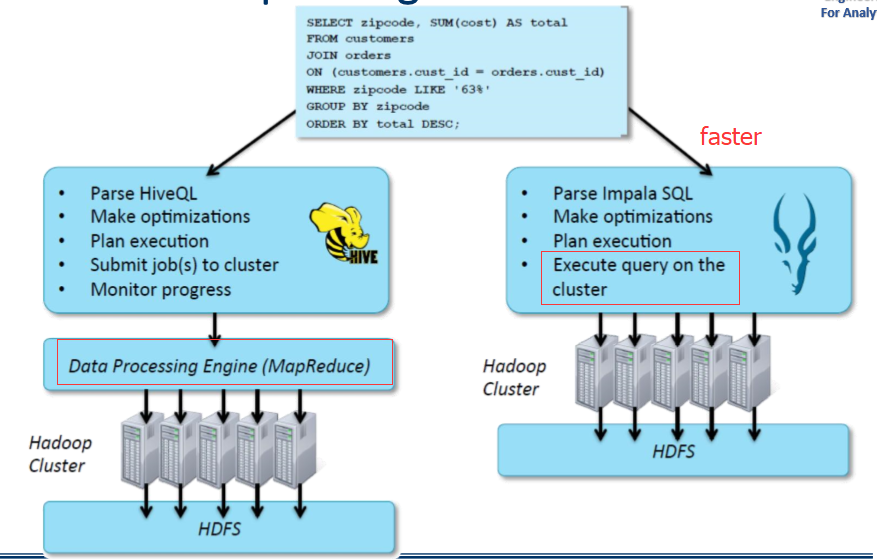 For Analy
SELECT zipcode, SUM(cost) AS total
FROM customers
JOIN orders
ON (customers.cust_id = orders.cust_id)
WHERE zipcode LIKE '63%'
GROUP BY zipcode
ORDER BY total DESC;
faster
• Parse HiveQL
• Make optimizations
• Plan execution
• Submit job(s) to cluster
• Monitor progress
HIVE
• Parse Impala SQL
• Make optimizations
• Plan execution
• Execute query on the
cluster
Data Processing Engine (MapReduce)
Hadoop
Cluster
HDFS
Hadoop
Cluster
HDFS